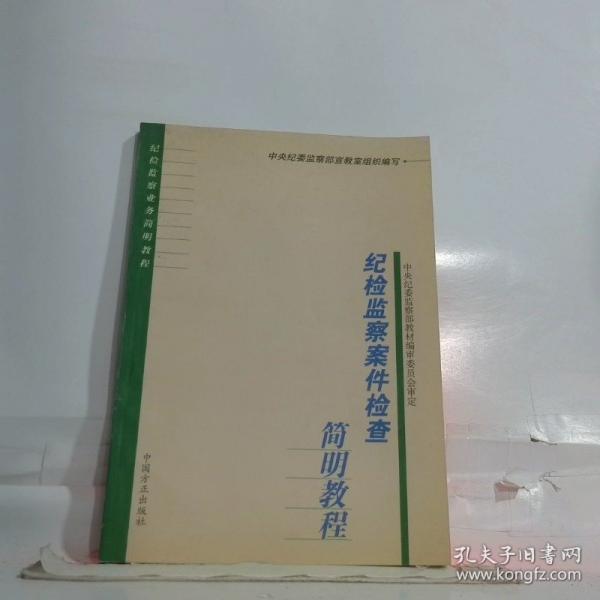 中央纪委监察部宣教室组织编写
纪检监察业务简明教程
中央纪委监察部教材编审委员会审定
纪检监察案件检查
简明教程
中国方正出版社
孔夫子旧书网
www.kongfz.com